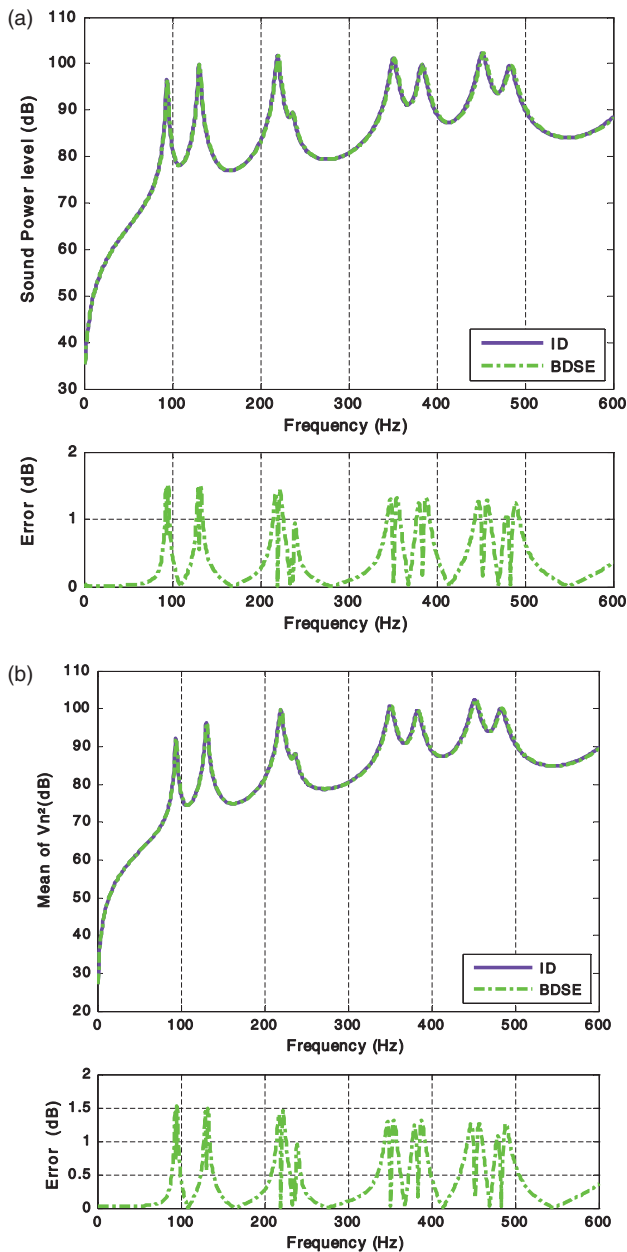 (a)
110
100
90
80
70
60
50
40
30
Sound Power level (dB)
ID
BDSE
0 100 200 300 400 500 600
Frequency (Hz)
2
1
0
Error (dB)
0 100 200 300 400 500 600
Frequency (Hz)
(b)
110
100
90
80
70
60
50
40
30
20
Mean of Vn²(dB)
ID
BDSE
0 100 200 300 400 500 600
Frequency (Hz)
2
1.5
1
0.5
0
Error (dB)
0 100 200 300 400 500 600
Frequency (Hz)